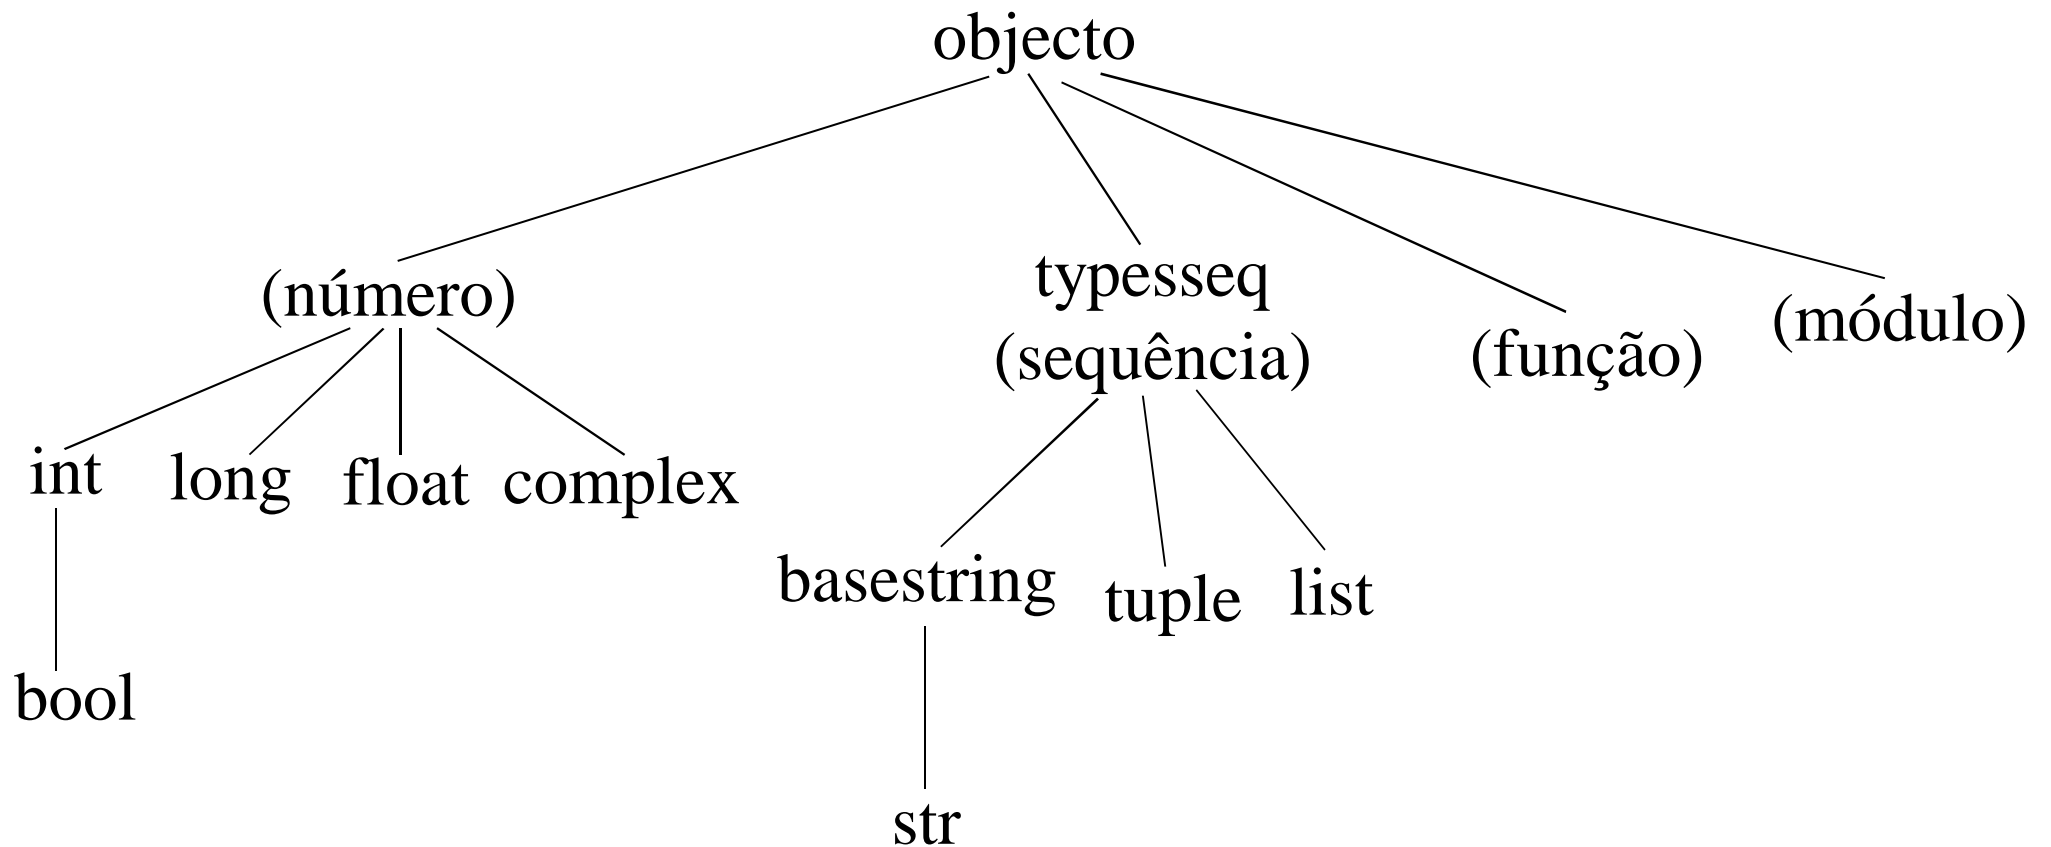 objecto
(número)
typesseq
(sequência)
(função)
(módulo)
int
long
float
complex
basestring
tuple
list
bool
str